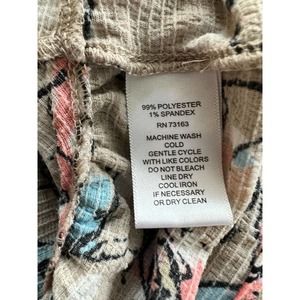 99% POLYESTER
1% SPANDEX
RN 73163
MACHINE WASH
COLD
GENTLE CYCLE
WITH LIKE COLORS
DO NOT BLEACH
LINE DRY
COOL IRON
IF NECESSARY
OR DRY CLEAN